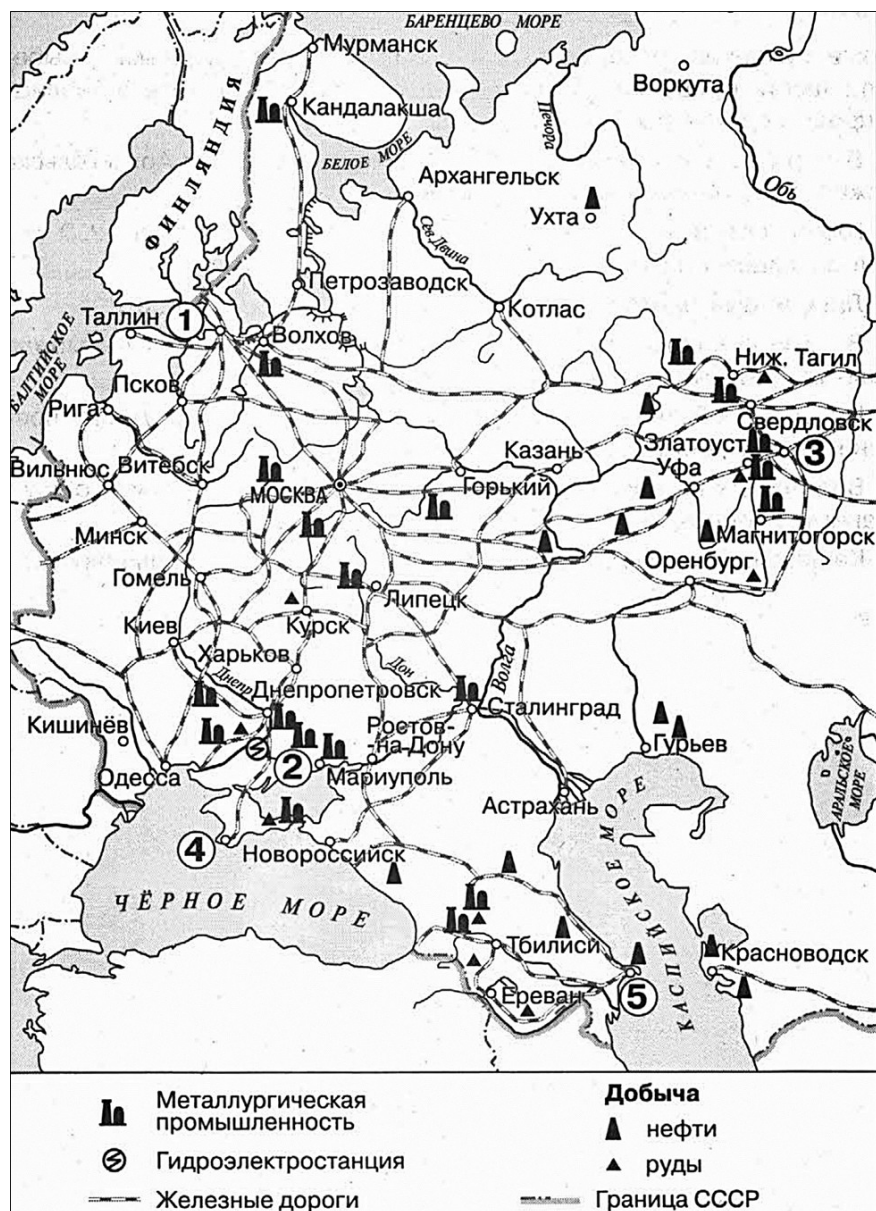 БАРЕНЦЕВО МОРЕ
Мурманск
Воркута
Кандалакша
Печора
БЕЛОЕ МОРЕ
Архангельск
Обь
ФИНЛЯНДИЯ
Ухта
Сев. Двина
Петрозаводск
Котлас
Таллин
1
Волхов
БАЛТИЙСКОЕ
МОРЕ
Ниж. Тагил
Псков
Рига
Свердловск
Казань
Златоуст
3
Вильнюс
Витебск
МОСКВА
Горький
Уфа
Минск
Магнитогорск
Оренбург
Гомель
Липецк
Киев
Курск
Харьков
Дон
Волга
Днепр
Днепропетровск
Кишинёв
Ростов-
-на-Дону
Сталинград
Гурьев
Одесса
2
Мариуполь
Астрахань
АРАЛЬСКОЕ
МОРЕ
4
Новороссийск
ЧЁРНОЕ МОРЕ
КАСПИЙСКОЕ МОРЕ
Тбилиси
Красноводск
Ереван
5
Металлургическая
промышленность
Гидроэлектростанция
Железные дороги
Добыча
нефти
руды
Граница СССР